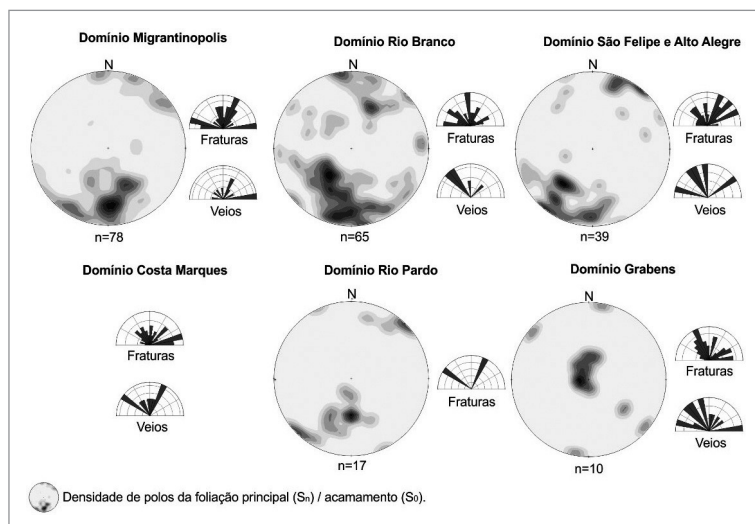 Domínio Migrantinopolis
Domínio Rio Branco
Domínio São Felipe e Alto Alegre
N
Fraturas
Veios
n=78
N
Fraturas
Veios
n=65
N
Fraturas
Veios
n=39
Domínio Costa Marques
Domínio Rio Pardo
Domínio Grabens
Fraturas
Veios
N
Fraturas
n=17
N
Fraturas
Veios
n=10
Densidade de polos da foliação principal (Sn) / acamamento (S0).